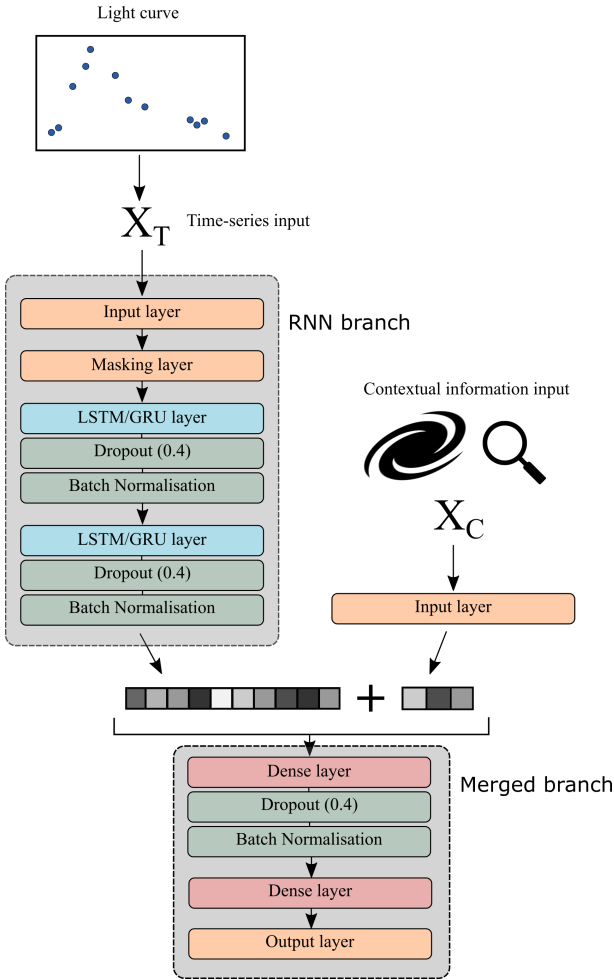 Light curve
X_T
Time-series input
RNN branch
Input layer
Masking layer
LSTM/GRU layer
Dropout (0.4)
Batch Normalisation
LSTM/GRU layer
Dropout (0.4)
Batch Normalisation
Contextual information input
X_C
Input layer
+
Merged branch
Dense layer
Dropout (0.4)
Batch Normalisation
Dense layer
Output layer